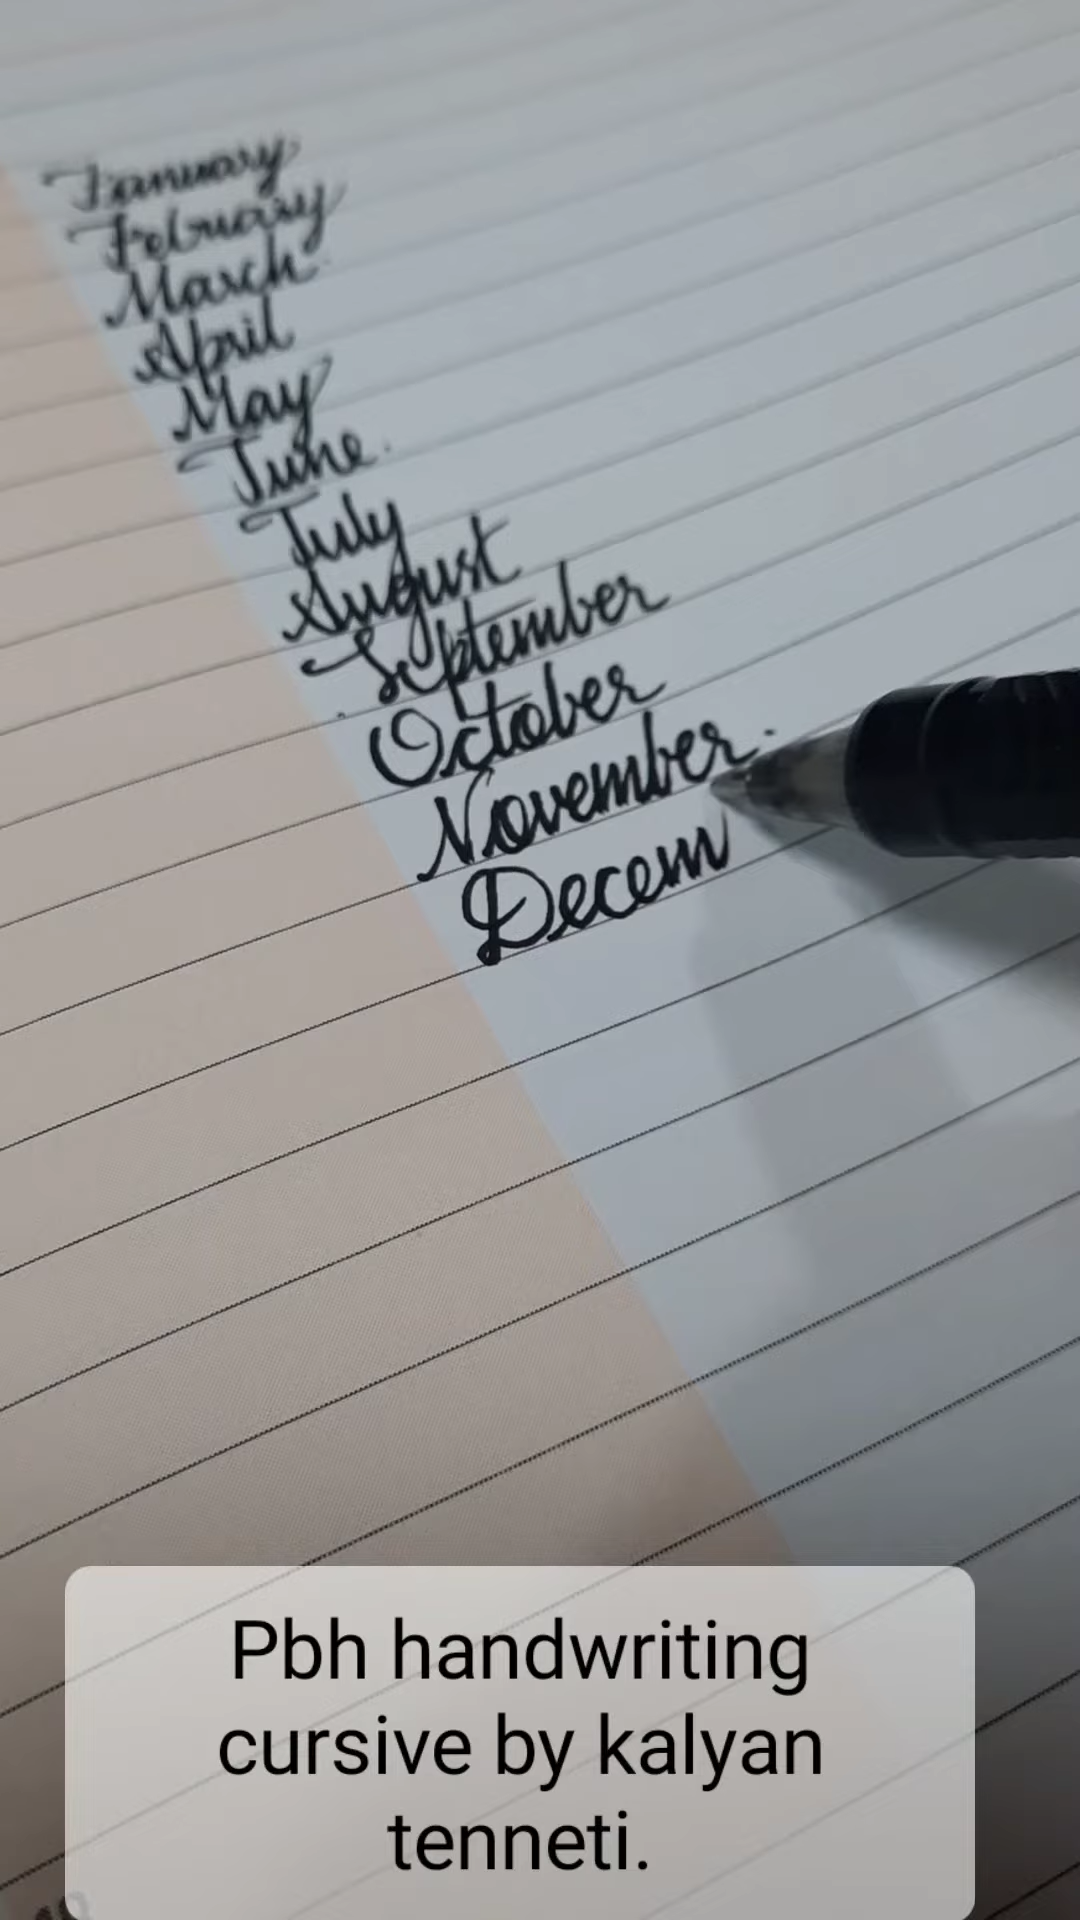 January
February
March.
April
May
June.
July
August
September
October
November.
Decem
Pbh handwriting
cursive by kalyan
tenneti.